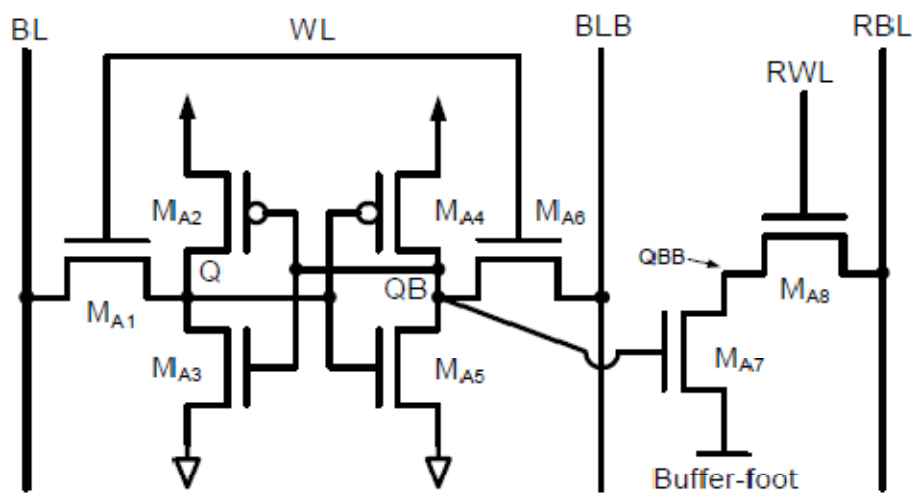 BL
WL
BLB
RBL
RWL
MA2
MA4
MA6
QBB
Q
QB
MA8
MA1
MA3
MA5
MA7
Buffer-foot